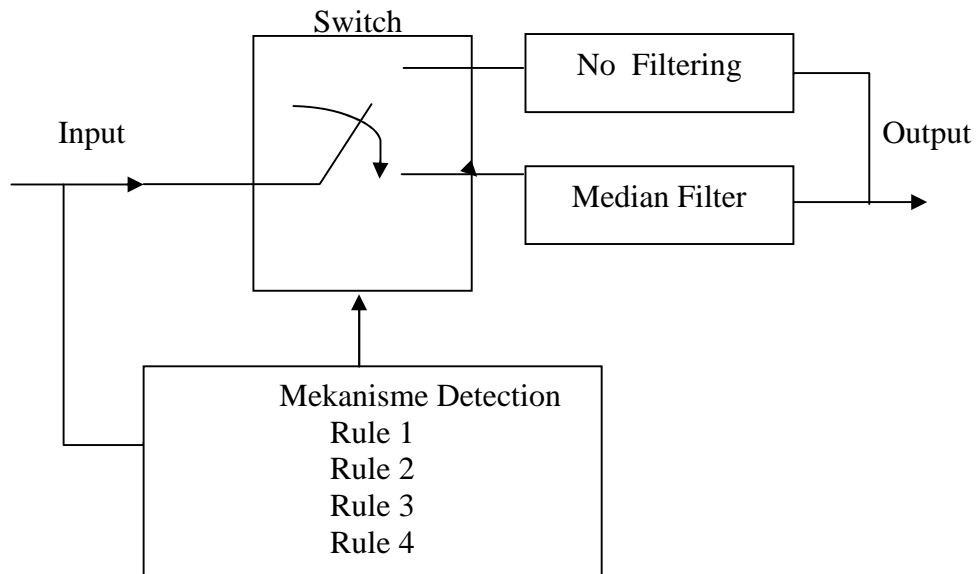 Switch
No Filtering
Input
Output
Median Filter
Mekanisme Detection
Rule 1
Rule 2
Rule 3
Rule 4